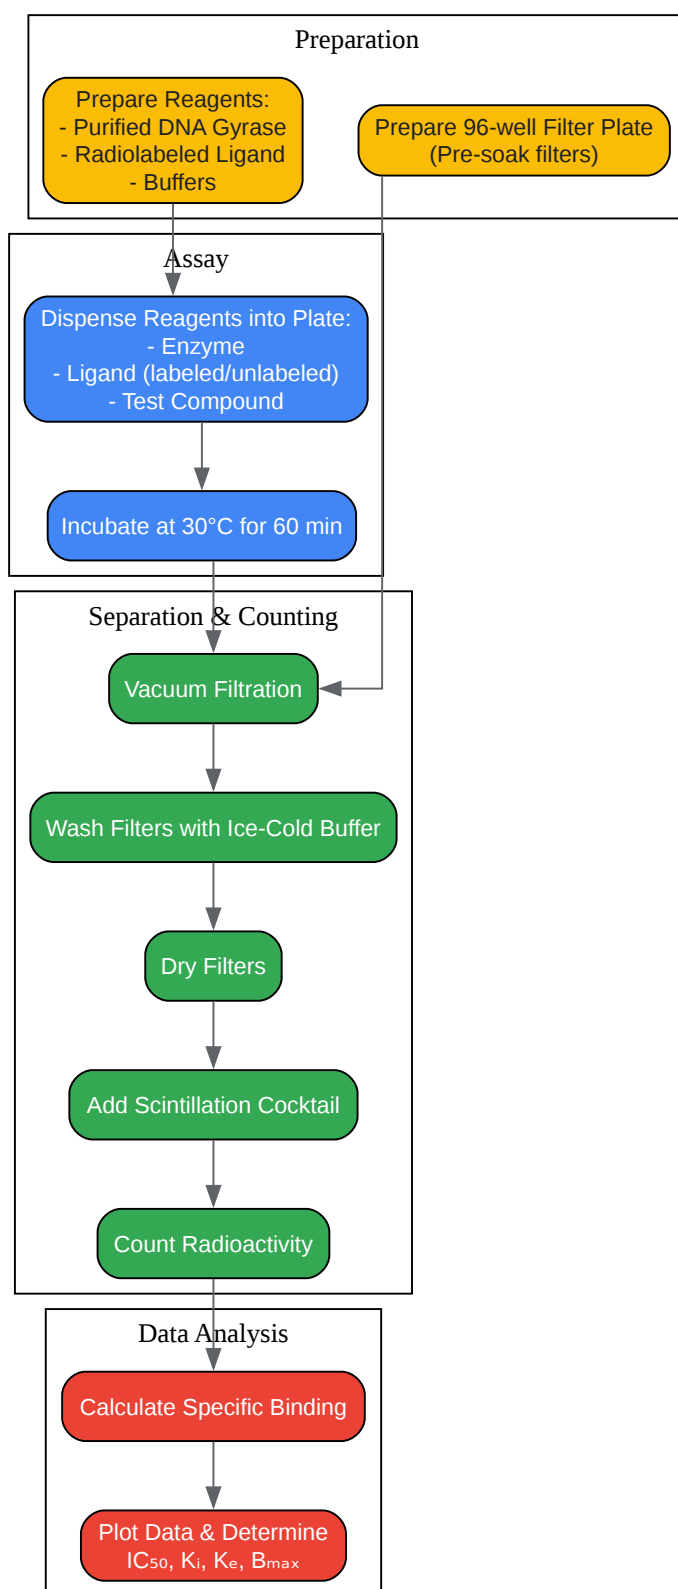 Preparation
Prepare Reagents:
- Purified DNA Gyrase
- Radiolabeled Ligand
- Buffers
Prepare 96-well Filter Plate
(Pre-soak filters)
Assay
Dispense Reagents into Plate:
- Enzyme
- Ligand (labeled/unlabeled)
- Test Compound
Incubate at 30°C for 60 min
Separation & Counting
Vacuum Filtration
Wash Filters with Ice-Cold Buffer
Dry Filters
Add Scintillation Cocktail
Count Radioactivity
Data Analysis
Calculate Specific Binding
Plot Data & Determine
IC₅₀, Kᵢ, Kₑ, Bₘₐₓ